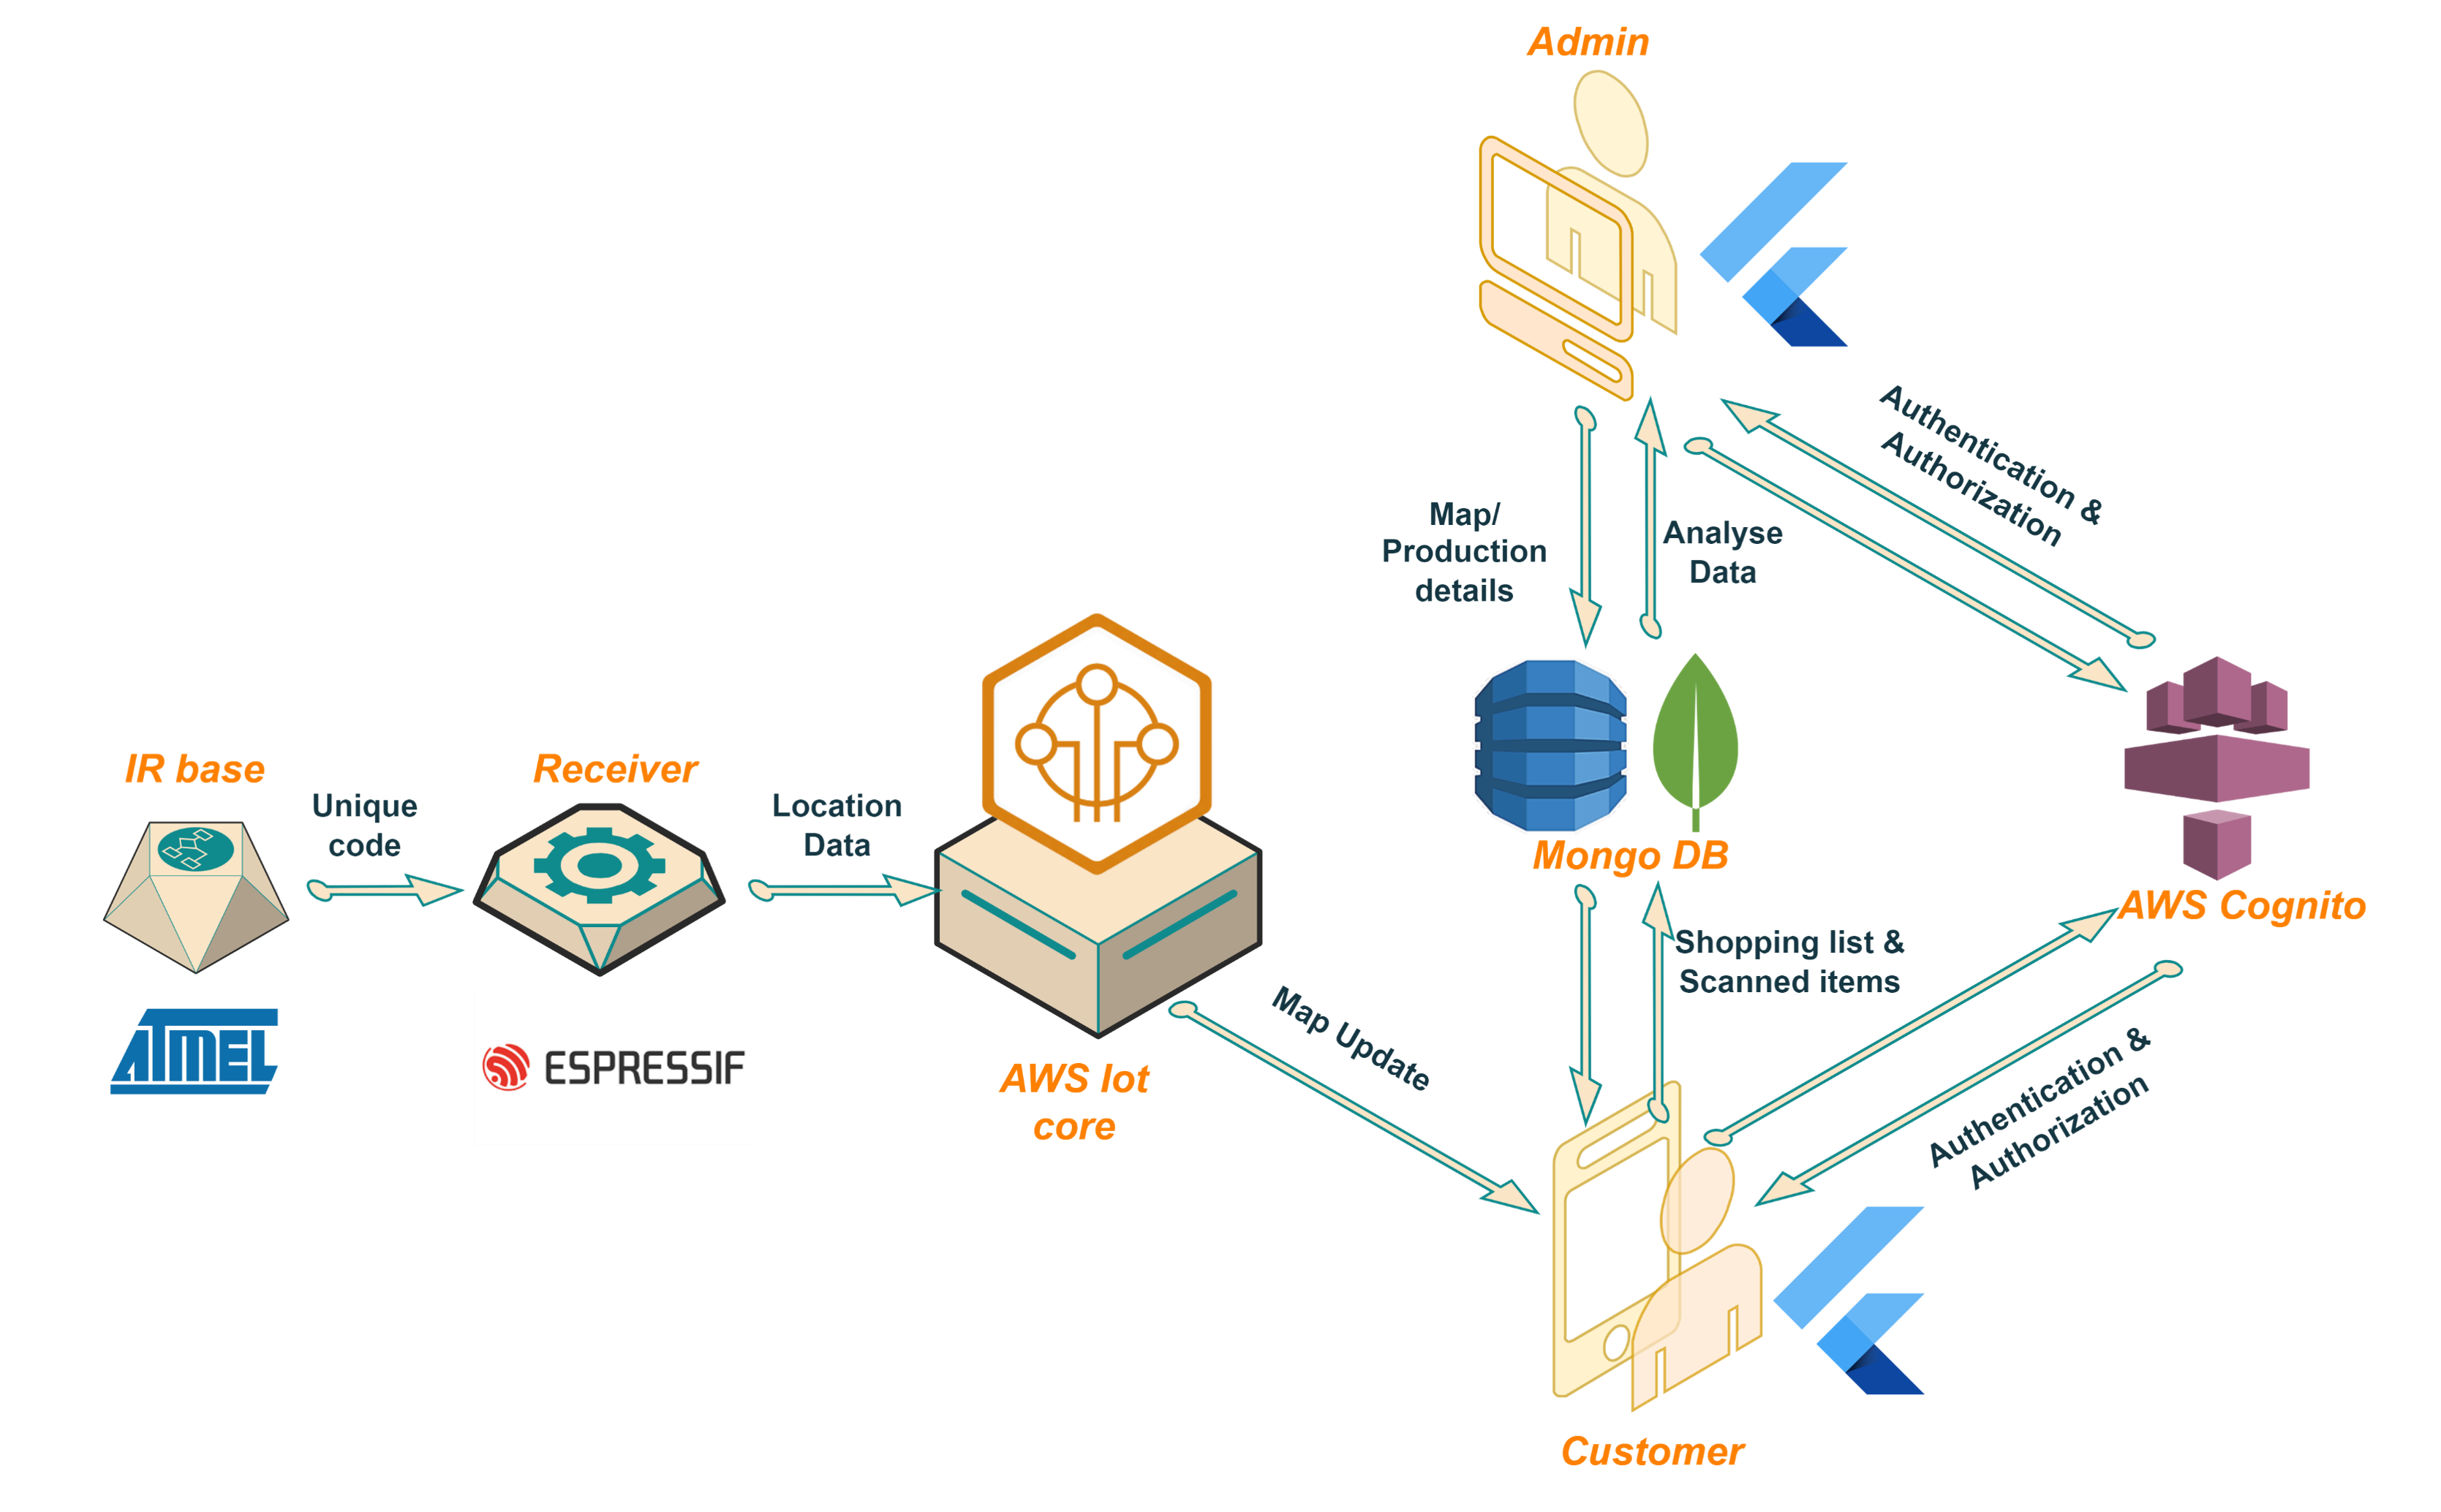 Admin
Authentication &
Authorization
Map/
Production
details
Analyse
Data
IR base
Unique
code
Receiver
Location
Data
Mongo DB
AWS Cognito
Shopping list &
Scanned items
ATMEL
ESPRESSIF
AWS Iot
core
Map Update
Authentication &
Authorization
Customer